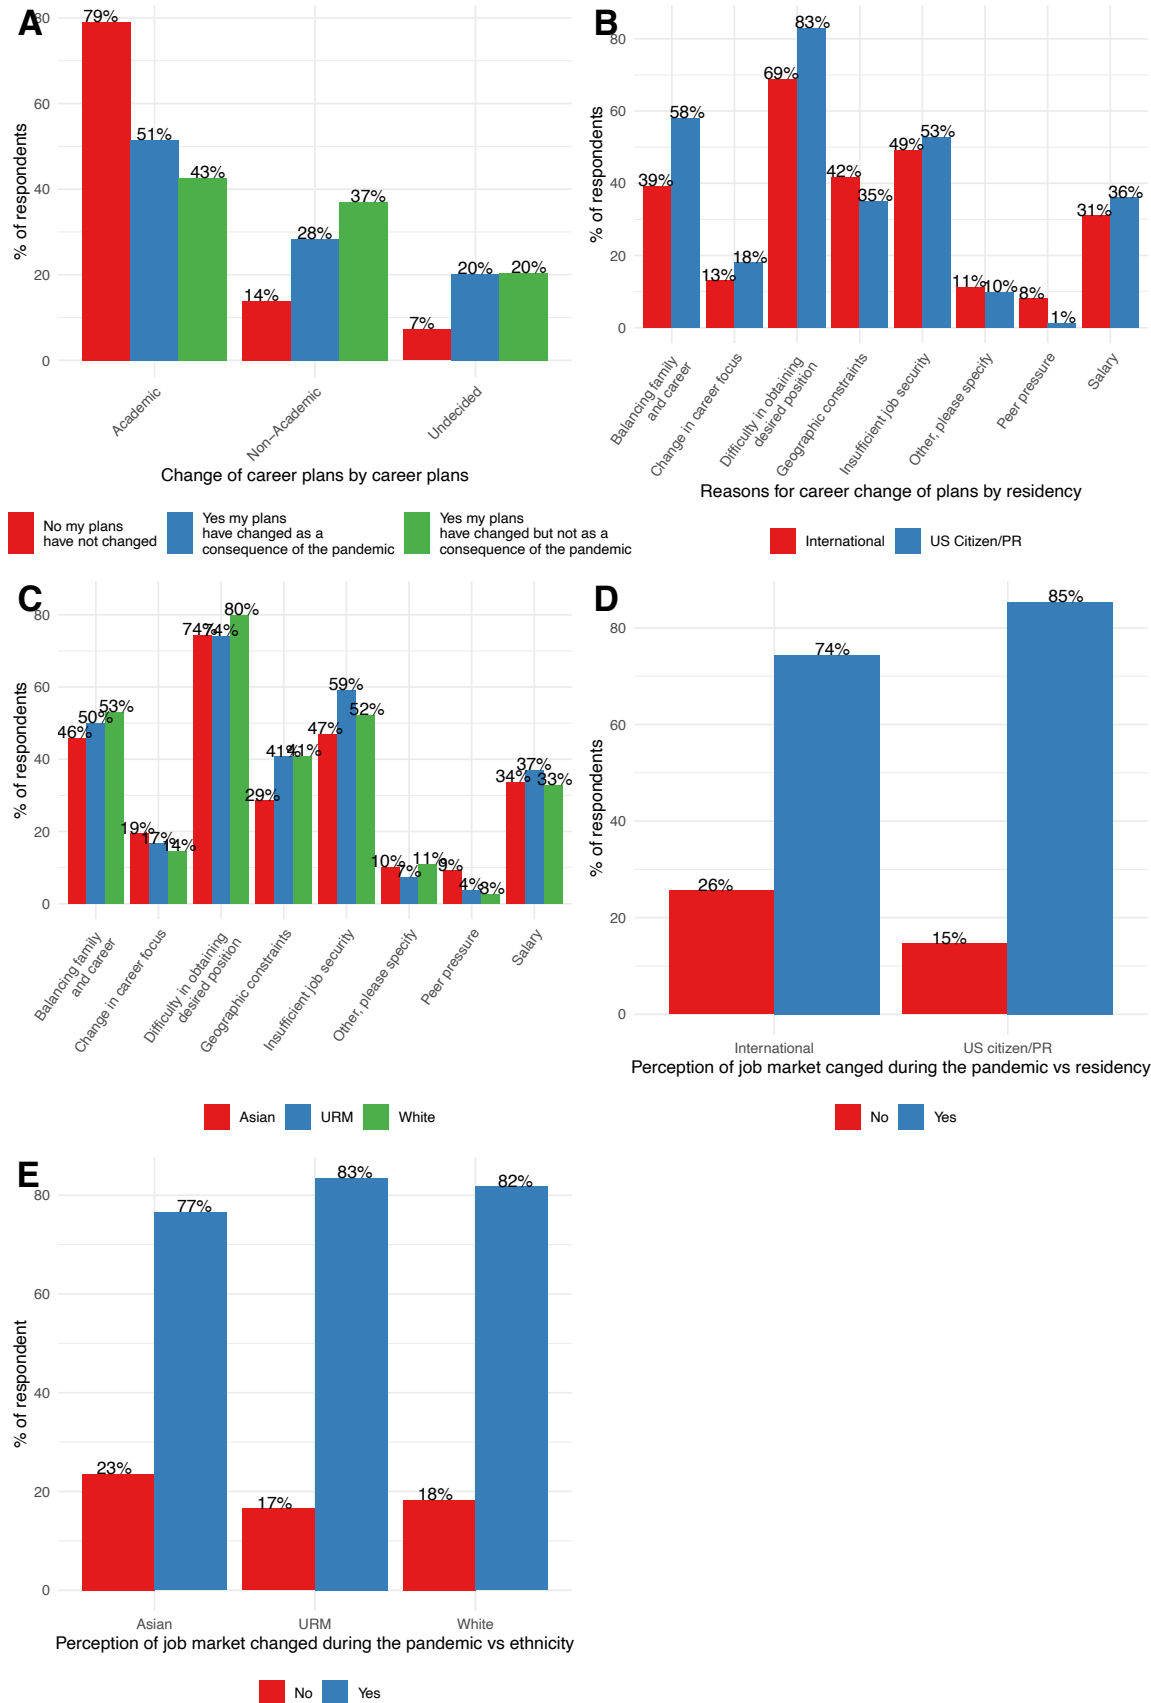 A
% of respondents
80
60
40
20
0
79%
51%
43%
14%
28%
37%
7%
20%
20%
Academic
Non−Academic
Undecided
Change of career plans by career plans
No my plans
have not changed
Yes my plans
have changed as a
consequence of the pandemic
Yes my plans
have changed but not as a
consequence of the pandemic
B
% of respondents
80
60
40
20
0
39%
58%
13%
18%
69%
83%
42%
35%
49%
53%
11%
10%
8%
1%
31%
36%
Balancing family
and career
Change in career focus
Difficulty in obtaining
desired position
Geographic constraints
Insufficient job security
Other, please specify
Peer pressure
Salary
Reasons for career change of plans by residency
International
US Citizen/PR
C
% of respondents
80
60
40
20
0
46%
50%
53%
19%
17%
14%
74%
74%
80%
29%
41%
41%
47%
59%
52%
10%
7%
11%
9%
4%
3%
34%
37%
33%
Balancing family
and career
Change in career focus
Difficulty in obtaining
desired position
Geographic constraints
Insufficient job security
Other, please specify
Peer pressure
Salary
Asian
URM
White
D
% of respondents
80
60
40
20
0
26%
74%
15%
85%
International
US citizen/PR
Perception of job market canged during the pandemic vs residency
No
Yes
E
% of respondent
80
60
40
20
0
23%
77%
17%
83%
18%
82%
Asian
URM
White
Perception of job market changed during the pandemic vs ethnicity
No
Yes